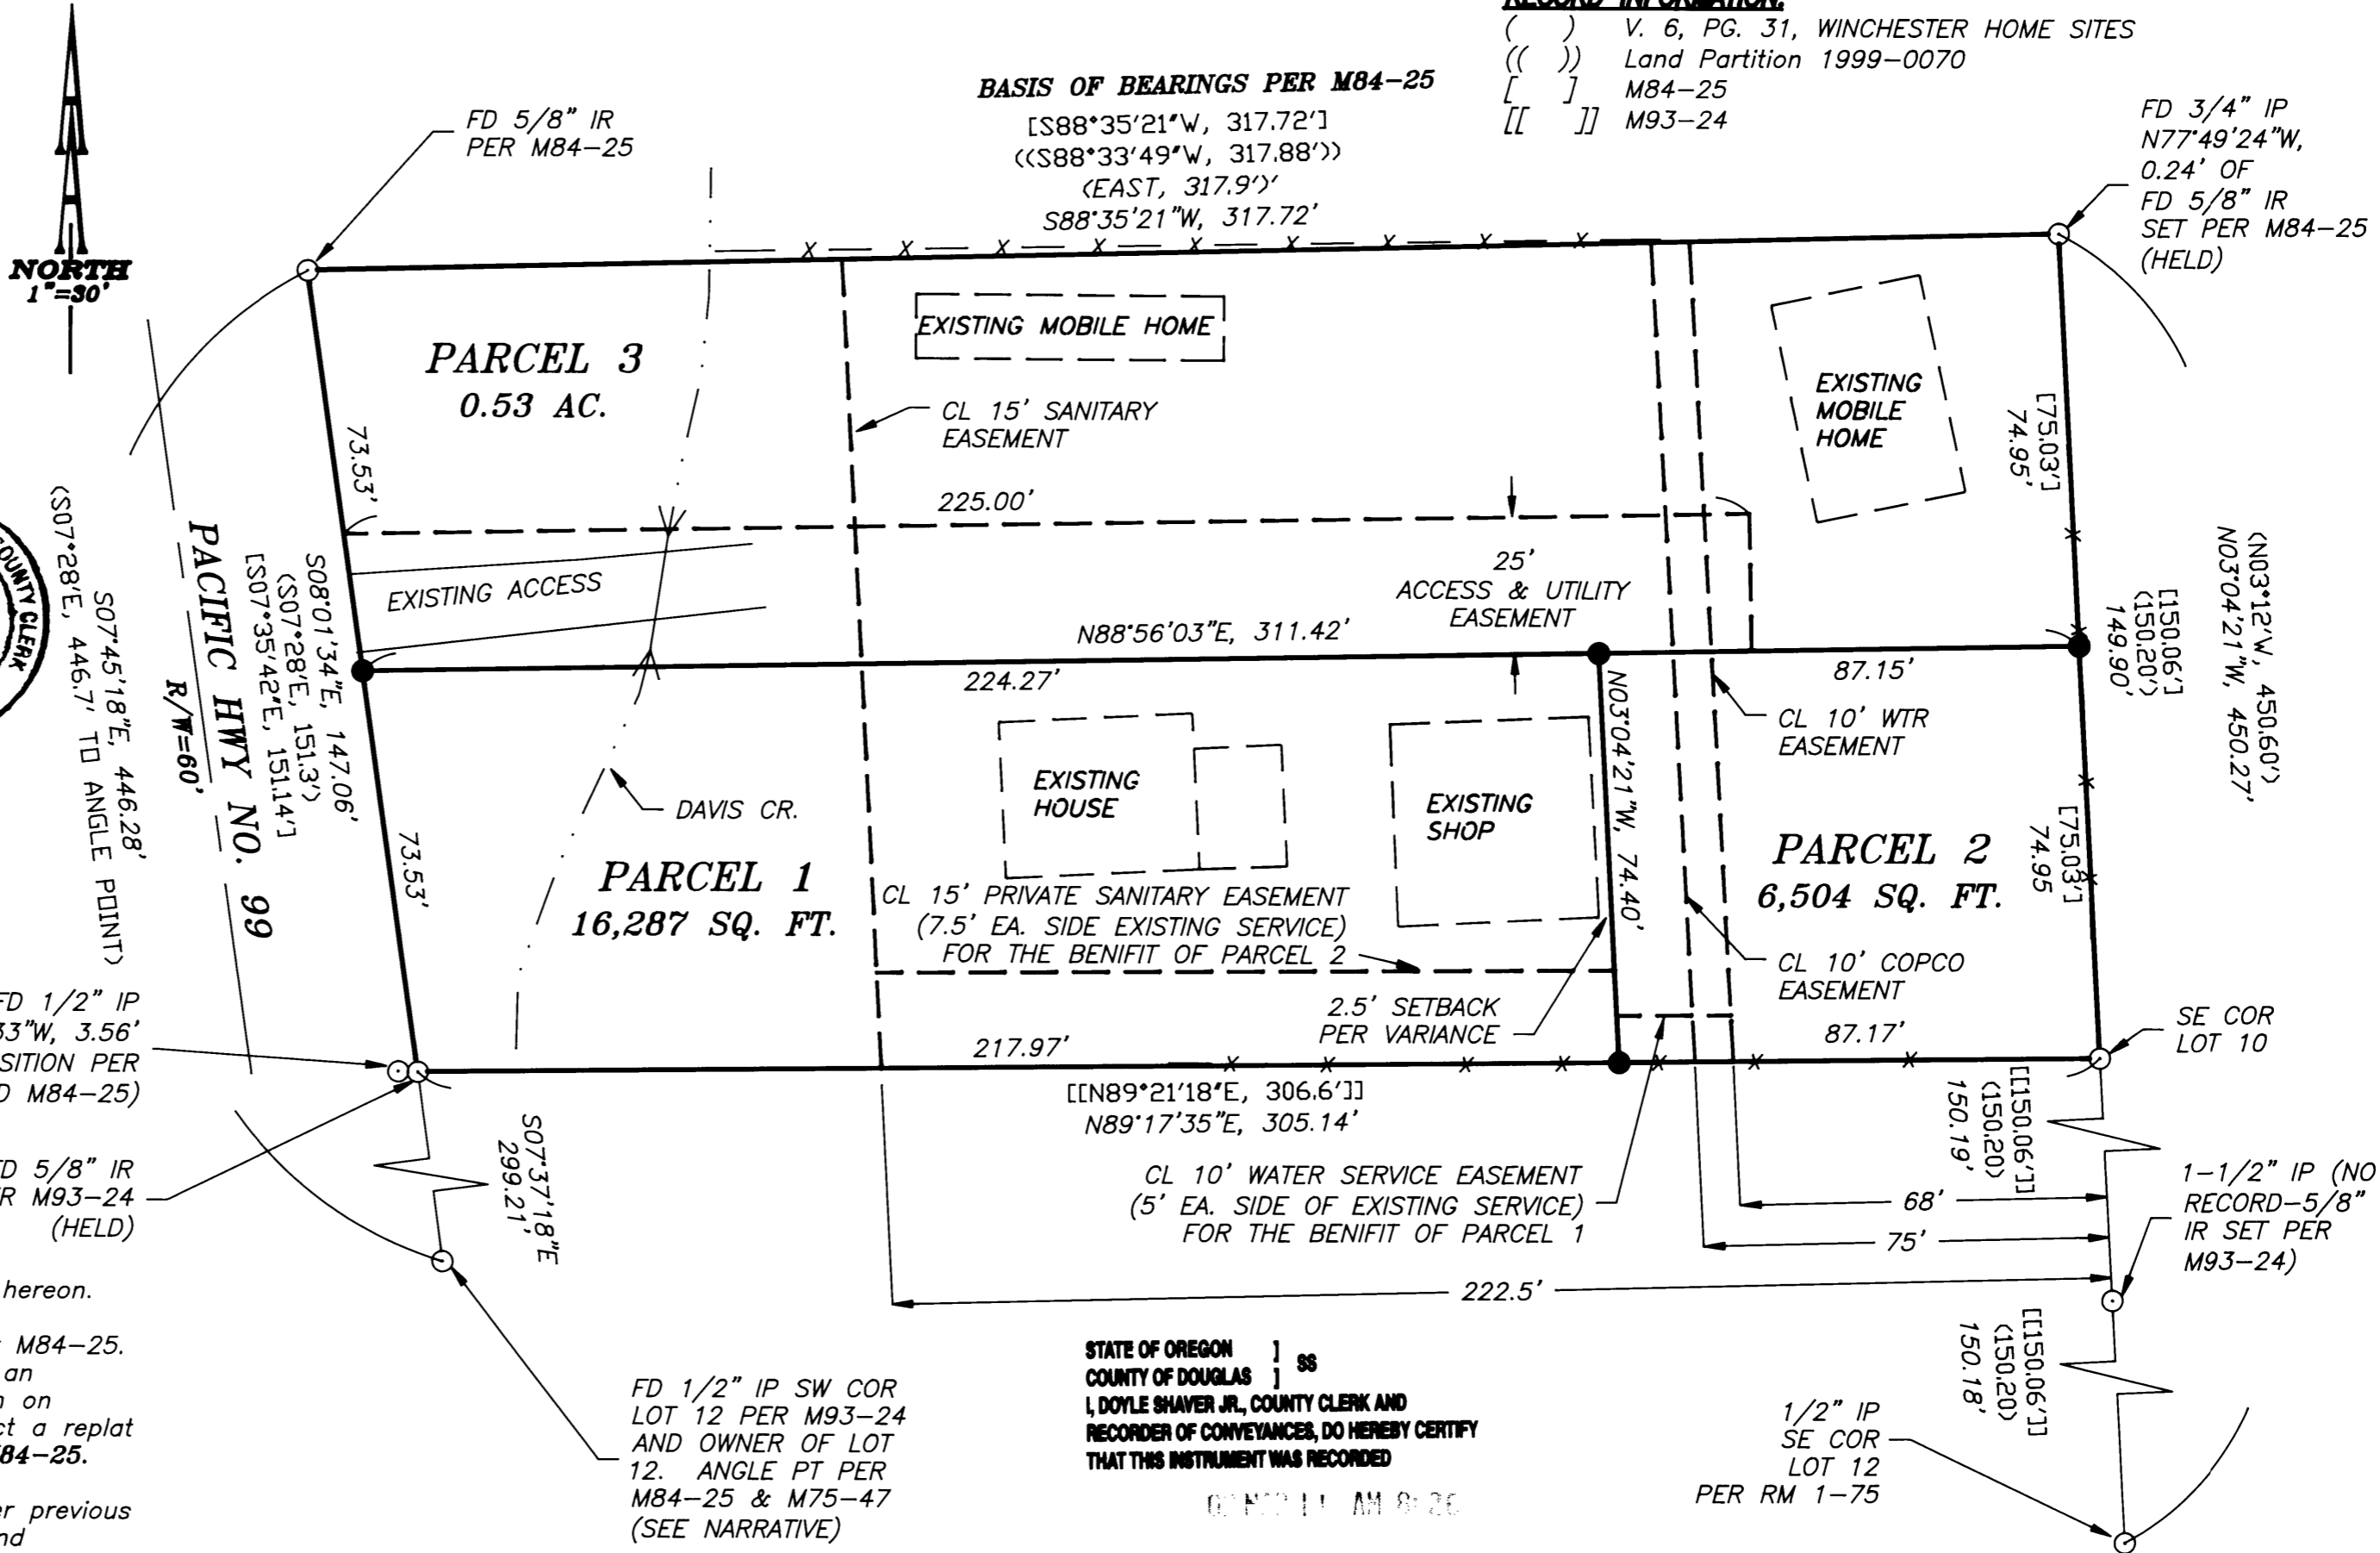 RECORD INFORMATION:
( ) V. 6, PG. 31, WINCHESTER HOME SITES
(( )) Land Partition 1999-0070
[ ] M84-25
[[ ]] M93-24
NORTH
1"=30'
FD 5/8" IR
PER M84-25
BASIS OF BEARINGS PER M84-25
[S88°35'21"W, 317.72']
((S88°33'49"W, 317.88'))
(EAST, 317.9')'
S88°35'21"W, 317.72'
FD 3/4" IP
N77°49'24"W,
0.24' OF
FD 5/8" IR
SET PER M84-25
(HELD)
PARCEL 3
0.53 AC.
EXISTING MOBILE HOME
CL 15' SANITARY
EASEMENT
EXISTING
MOBILE
HOME
[75.03']
74.95'
73.53'
225.00'
EXISTING ACCESS
25'
ACCESS & UTILITY
EASEMENT
N88°56'03"E, 311.42'
224.27'
87.15'
(N03°12'W, 450.60')
N03°04'21"W, 450.27'
[150.06']
(150.20')
149.90'
COUNTY CLERK
S07°45'18"E, 446.28'
(S07°28'E, 446.7' TO ANGLE POINT)
PACIFIC HWY NO. 99
R/W=60'
S08°01'34"E, 147.06'
(S07°28'E, 151.3')
[S07°35'42"E, 151.14']
73.53'
DAVIS CR.
EXISTING
HOUSE
EXISTING
SHOP
N03°04'21"W, 74.40'
CL 10' WTR
EASEMENT
PARCEL 1
16,287 SQ. FT.
PARCEL 2
6,504 SQ. FT.
[75.03']
74.95
CL 15' PRIVATE SANITARY EASEMENT
(7.5' EA. SIDE EXISTING SERVICE)
FOR THE BENIFIT OF PARCEL 2
CL 10' COPCO
EASEMENT
2.5' SETBACK
PER VARIANCE
SE COR
LOT 10
FD 1/2" IP
33"W, 3.56'
SITION PER
D M84-25)
217.97'
87.17'
[[N89°21'18"E, 306.6']]
N89°17'35"E, 305.14'
[[150.06']]
(150.20)
150.19'
FD 5/8" IR
R M93-24
(HELD)
S07°37'18"E
299.21'
CL 10' WATER SERVICE EASEMENT
(5' EA. SIDE OF EXISTING SERVICE)
FOR THE BENIFIT OF PARCEL 1
68'
75'
222.5'
1-1/2" IP (NO
RECORD-5/8"
IR SET PER
M93-24)
hereon.
M84-25.
an
on
ct a replat
84-25.
er previous
nd
FD 1/2" IP SW COR
LOT 12 PER M93-24
AND OWNER OF LOT
12. ANGLE PT PER
M84-25 & M75-47
(SEE NARRATIVE)
STATE OF OREGON ] SS
COUNTY OF DOUGLAS ]
I, DOYLE SHAVER JR., COUNTY CLERK AND
RECORDER OF CONVEYANCES, DO HEREBY CERTIFY
THAT THIS INSTRUMENT WAS RECORDED
AM 8:26
[[150.06']]
(150.20)
150.18'
1/2" IP
SE COR
LOT 12
PER RM 1-75